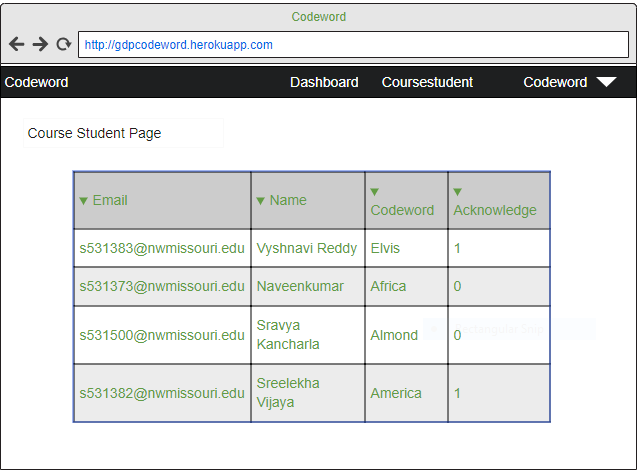 Codeword
http://gdpcodeword.herokuapp.com
Codeword Dashboard Coursestudent Codeword
Course Student Page
Email Name Codeword Acknowledge
s531383@nwmissouri.edu Vyshnavi Reddy Elvis 1
s531373@nwmissouri.edu Naveenkumar Africa 0
s531500@nwmissouri.edu Sravya Kancharla Almond 0
s531382@nwmissouri.edu Sreelekha Vijaya America 1